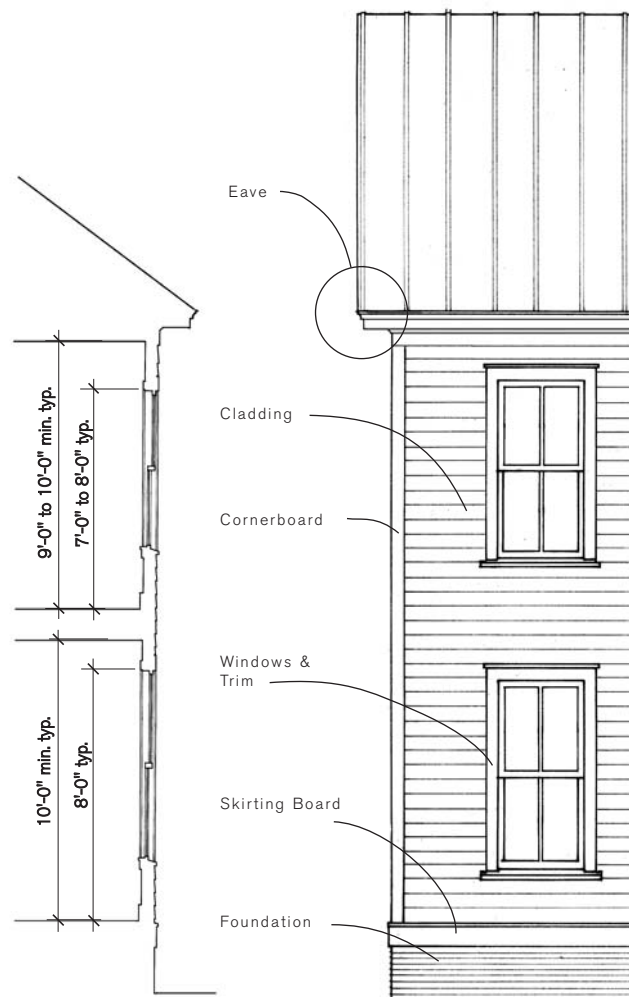 Eave
9'-0" to 10'-0" min. typ.
7'-0" to 8'-0" typ.
Cladding
Cornerboard
Windows &
Trim
10'-0" min. typ.
8'-0" typ.
Skirting Board
Foundation